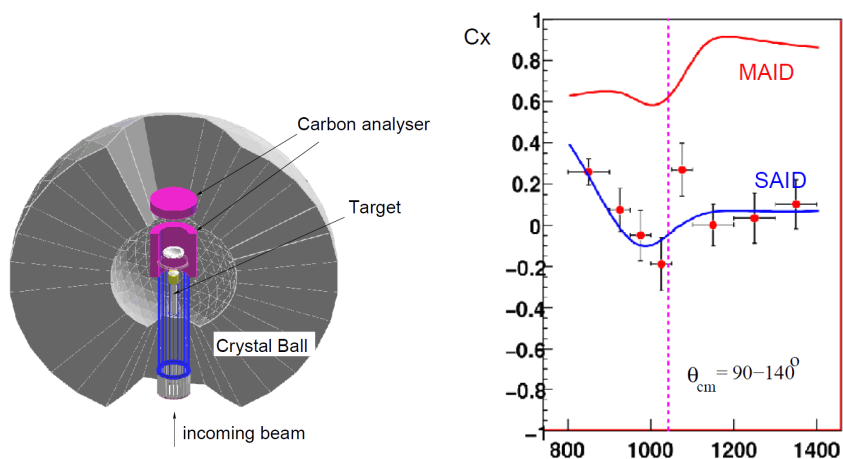 Carbon analyser
Target
Crystal Ball
incoming beam
Cx
1
0.8
0.6
0.4
0.2
0
−0.2
−0.4
−0.6
−0.8
−1
MAID
SAID
θcm = 90−140o
800 1000 1200 1400